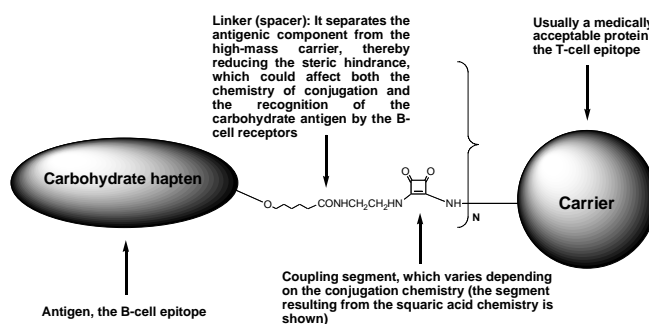 Linker (spacer): It separates the
antigenic component from the
high-mass carrier, thereby
reducing the steric hindrance,
which could affect both the
chemistry of conjugation and
the recognition of the
carbohydrate antigen by the B-
cell receptors
Usually a medically
acceptable protein
the T-cell epitope
Carbohydrate hapten
O
CONHCH₂CH₂HN
O
O
NH
N
Carrier
Coupling segment, which varies depending
on the conjugation chemistry (the segment
resulting from the squaric acid chemistry is
shown)
Antigen, the B-cell epitope